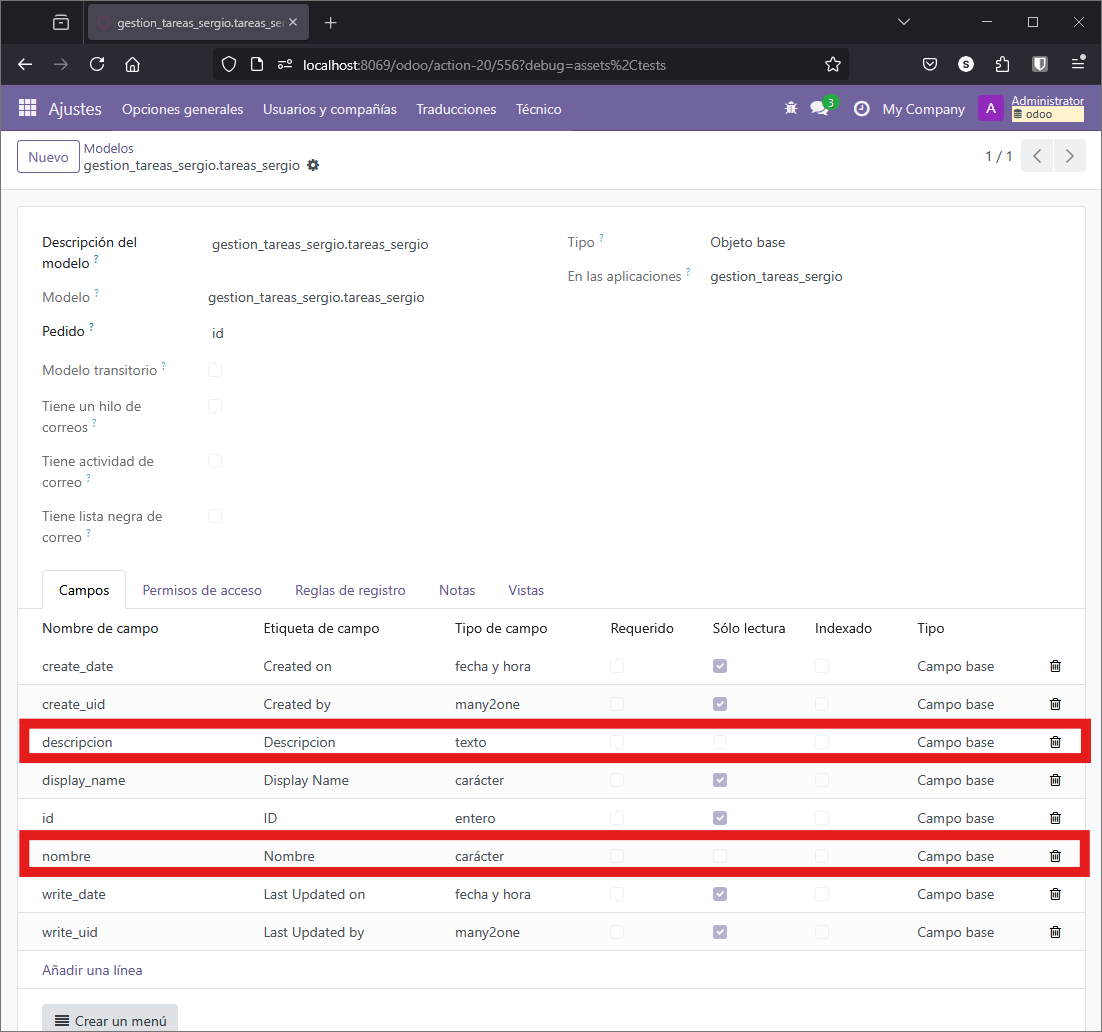 gestion_tareas_sergio.tareas_se
localhost:8069/odoo/action-20/556?debug=assets%2Ctests
S
Ajustes Opciones generales Usuarios y compañías Traducciones Técnico 3 My Company A Administrator
odoo
Nuevo Modelos
gestion_tareas_sergio.tareas_sergio
1 / 1
Descripción del modelo ? gestion_tareas_sergio.tareas_sergio
Tipo ? Objeto base
En las aplicaciones ? gestion_tareas_sergio
Modelo ? gestion_tareas_sergio.tareas_sergio
Pedido ? id
Modelo transitorio ?
Tiene un hilo de
correos ?
Tiene actividad de
correo ?
Tiene lista negra de
correo ?
Campos Permisos de acceso Reglas de registro Notas Vistas
Nombre de campo Etiqueta de campo Tipo de campo Requerido Sólo lectura Indexado Tipo
create_date Created on fecha y hora Campo base
create_uid Created by many2one Campo base
descripcion Descripcion texto Campo base
display_name Display Name carácter Campo base
id ID entero Campo base
nombre Nombre carácter Campo base
write_date Last Updated on fecha y hora Campo base
write_uid Last Updated by many2one Campo base
Añadir una línea
Crear un menú